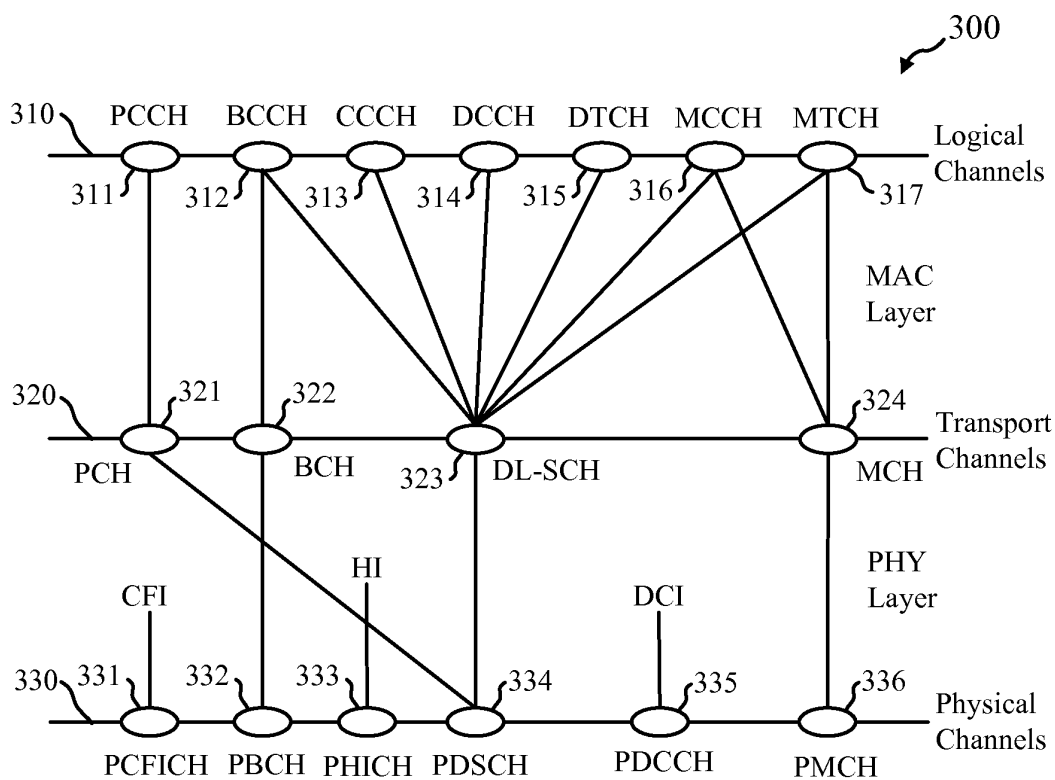 300
310
PCCH BCCH CCCH DCCH DTCH MCCH MTCH
Logical
Channels
311 312 313 314 315 316 317
MAC
Layer
320 321 322 324
Transport
Channels
PCH BCH 323 DL-SCH MCH
PHY
Layer
CFI HI DCI
330 331 332 333 334 335 336
Physical
Channels
PCFICH PBCH PHICH PDSCH PDCCH PMCH